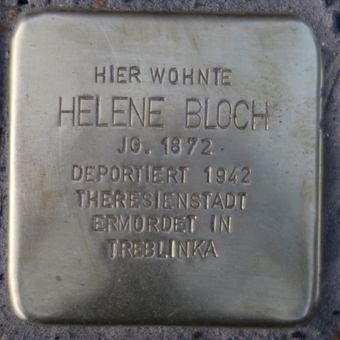 HIER WOHNTE
HELENE BLOCH
JG. 1872
DEPORTIERT 1942
THERESIENSTADT
ERMORDET IN
TREBLINKA